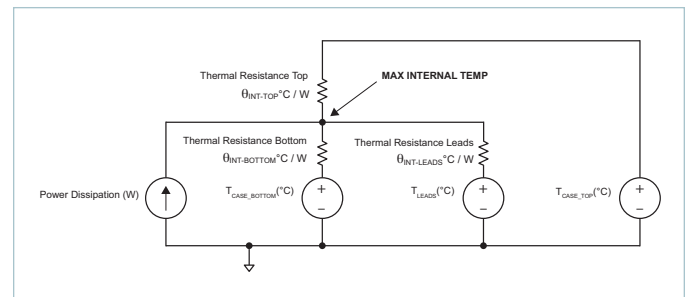 Thermal Resistance Top
θINT-TOP°C / W
MAX INTERNAL TEMP
Thermal Resistance Bottom
θINT-BOTTOM°C / W
Thermal Resistance Leads
θINT-LEADS°C / W
Power Dissipation (W)
TCASE_BOTTOM(°C)
+
–
TLEADS(°C)
+
–
TCASE_TOP(°C)
+
–